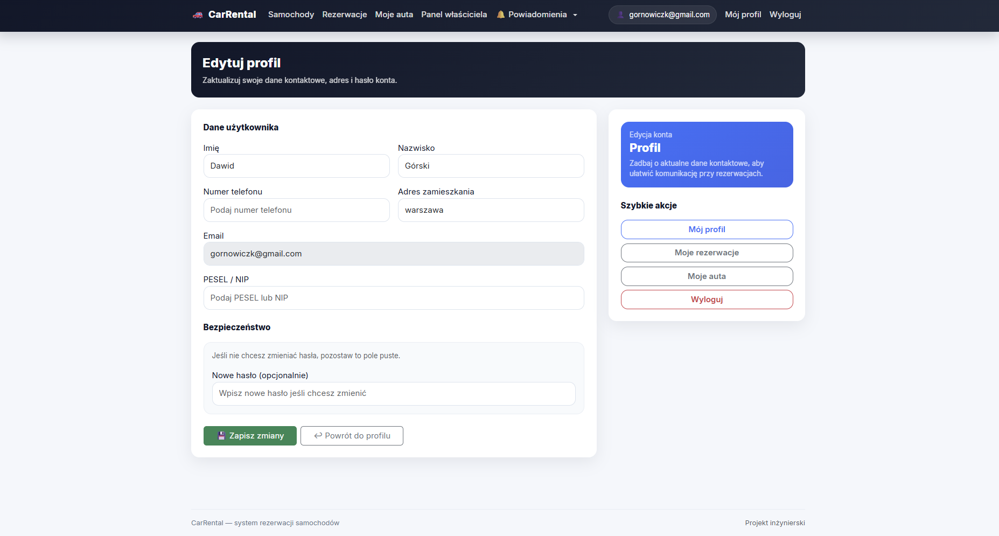 CarRental Samochody Rezerwacje Moje auta Panel właściciela Powiadomienia gornowiczk@gmail.com Mój profil Wyloguj
Edytuj profil
Zaktualizuj swoje dane kontaktowe, adres i hasło konta.
Dane użytkownika
Imię Nazwisko
Dawid Górski
Numer telefonu Adres zamieszkania
Podaj numer telefonu warszawa
Email
gornowiczk@gmail.com
PESEL / NIP
Podaj PESEL lub NIP
Bezpieczeństwo
Jeśli nie chcesz zmieniać hasła, pozostaw to pole puste.
Nowe hasło (opcjonalnie)
Wpisz nowe hasło jeśli chcesz zmienić
Zapisz zmiany ↩ Powrót do profilu
Edycja konta
Profil
Zadbaj o aktualne dane kontaktowe, aby
ułatwić komunikację przy rezerwacjach.
Szybkie akcje
Mój profil
Moje rezerwacje
Moje auta
Wyloguj
CarRental — system rezerwacji samochodów Projekt inżynierski